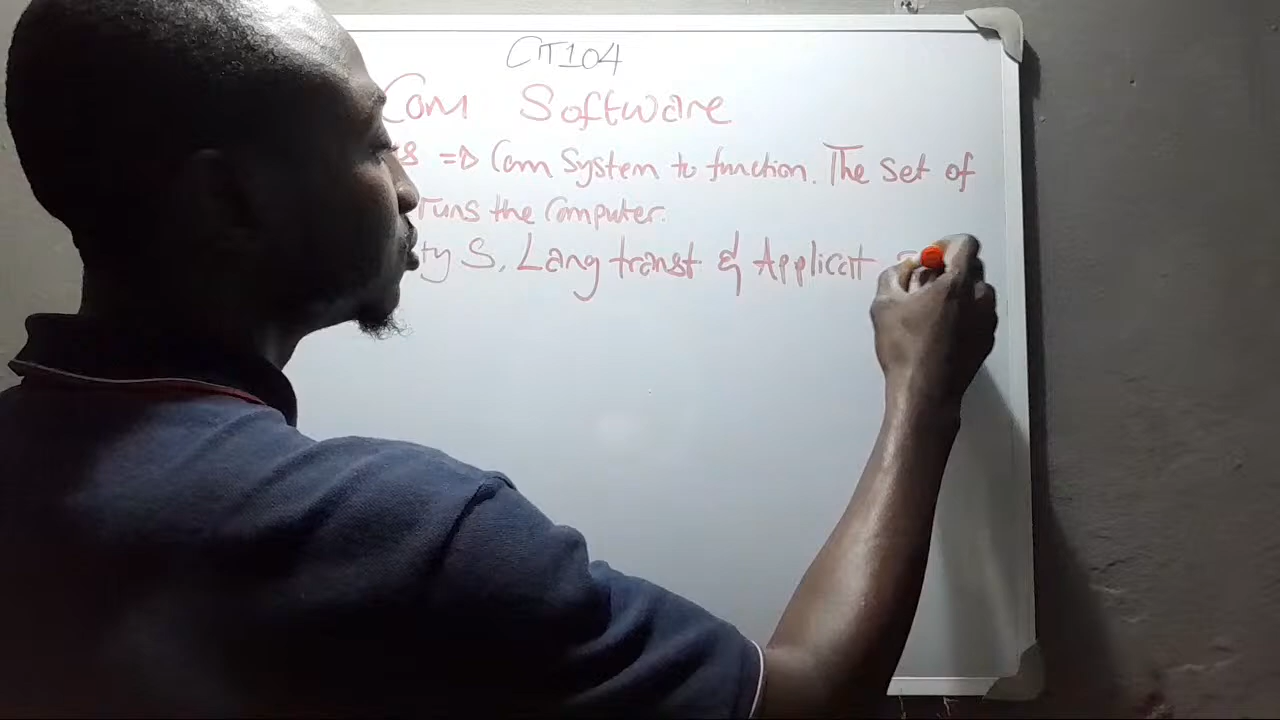 CIT104
Com Software
=> Com System to function. The set of
runs the Computer.
ty S, Lang transt & Applicat